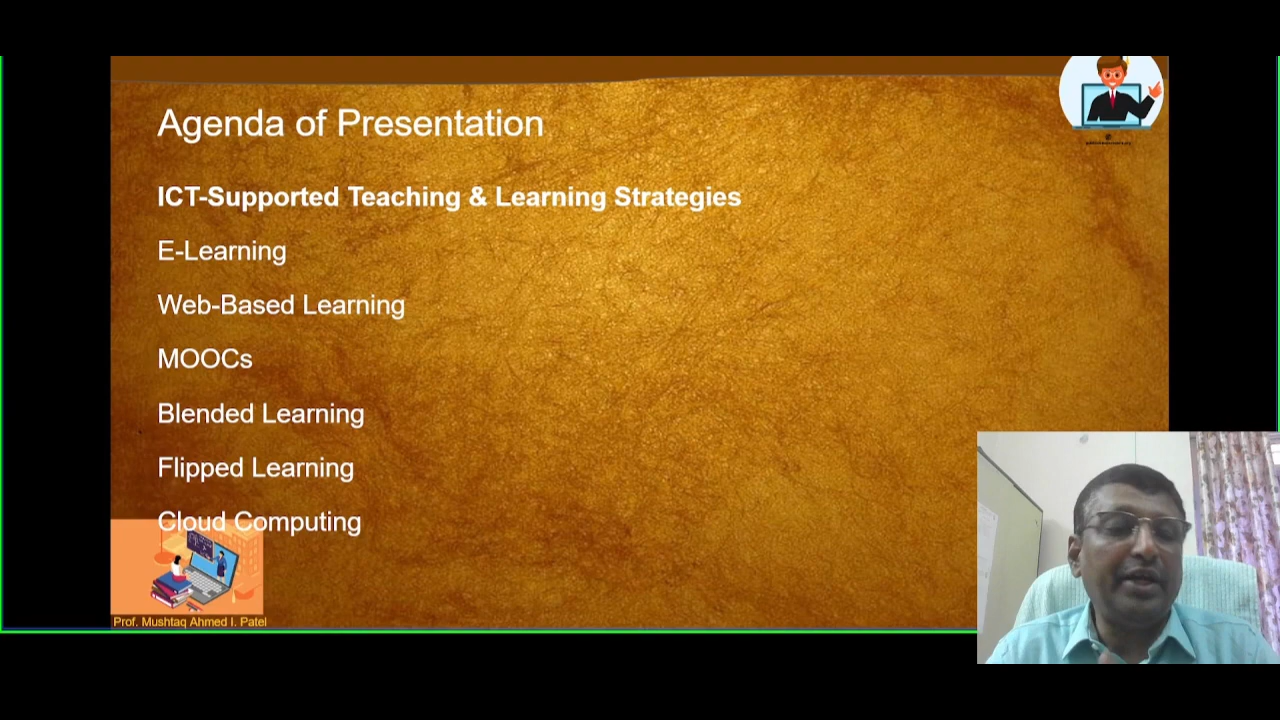 Agenda of Presentation
ICT-Supported Teaching & Learning Strategies
E-Learning
Web-Based Learning
MOOCs
Blended Learning
Flipped Learning
Cloud Computing
Prof. Mushtaq Ahmed I. Patel